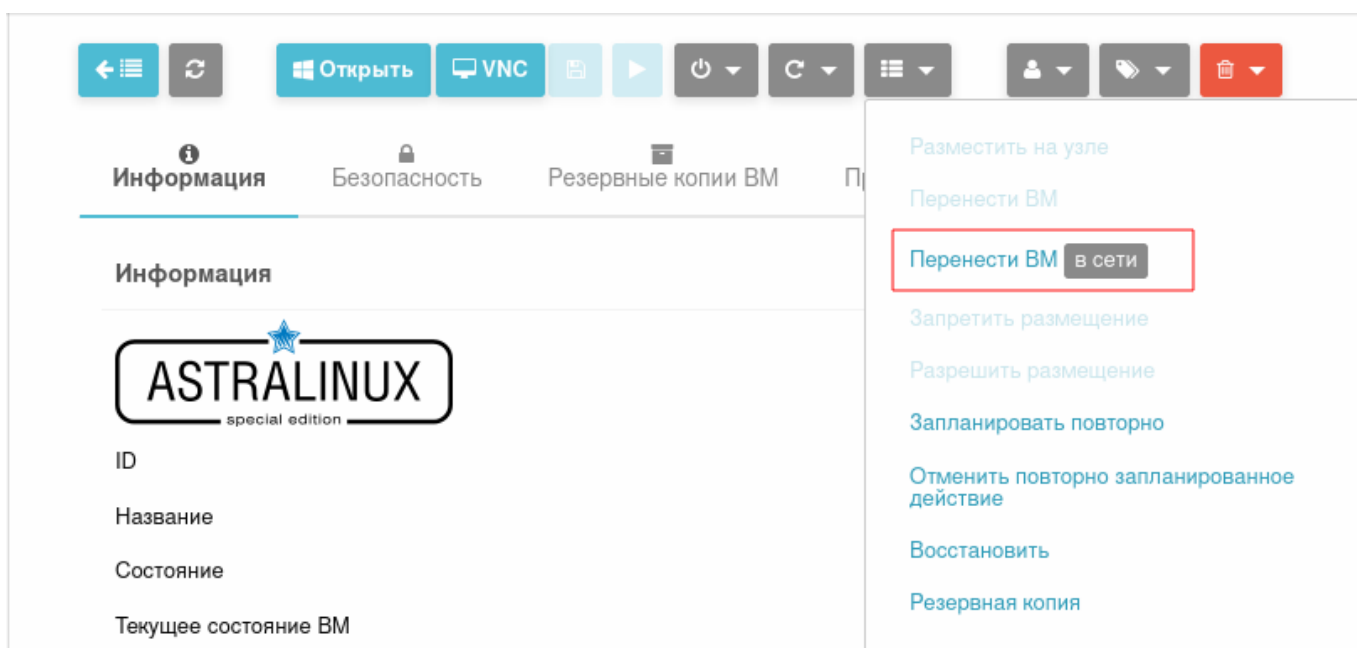 Открыть VNC
Информация Безопасность Резервные копии ВМ
Информация
ASTRALINUX
special edition
ID
Название
Состояние
Текущее состояние ВМ
Разместить на узле
Перенести ВМ
Перенести ВМ в сети
Запретить размещение
Разрешить размещение
Запланировать повторно
Отменить повторно запланированное
действие
Восстановить
Резервная копия